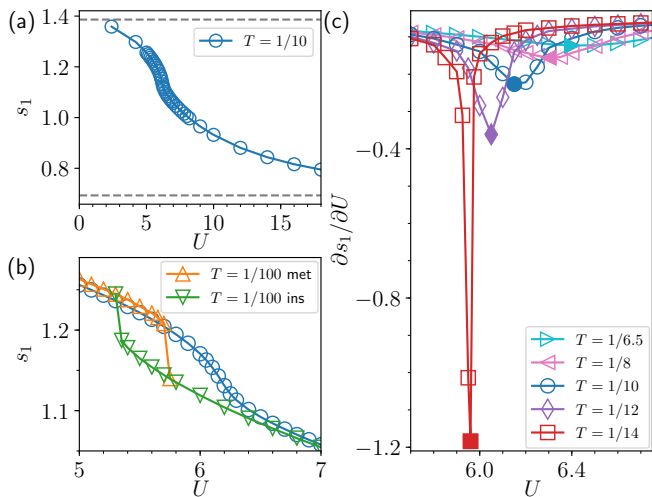 (a)
1.4
1.2
1.0
0.8
s₁
T = 1/10
0 5 10 15
U
(b)
1.2
1.1
s₁
T = 1/100 met
T = 1/100 ins
5 6 7
U
(c)
−0.4
−0.8
−1.2
∂s₁/∂U
T = 1/6.5
T = 1/8
T = 1/10
T = 1/12
T = 1/14
6.0 6.4
U